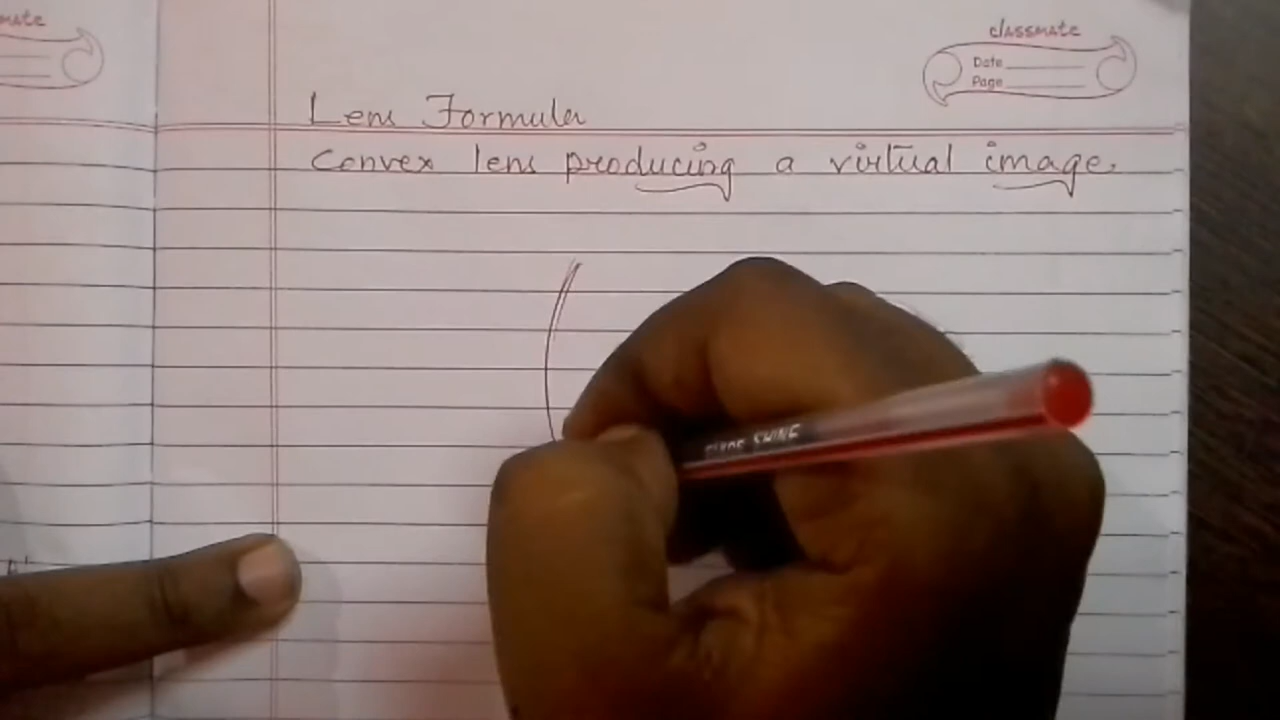 classmate
Date
Page
Lens Formula
Convex lens producing a virtual image.